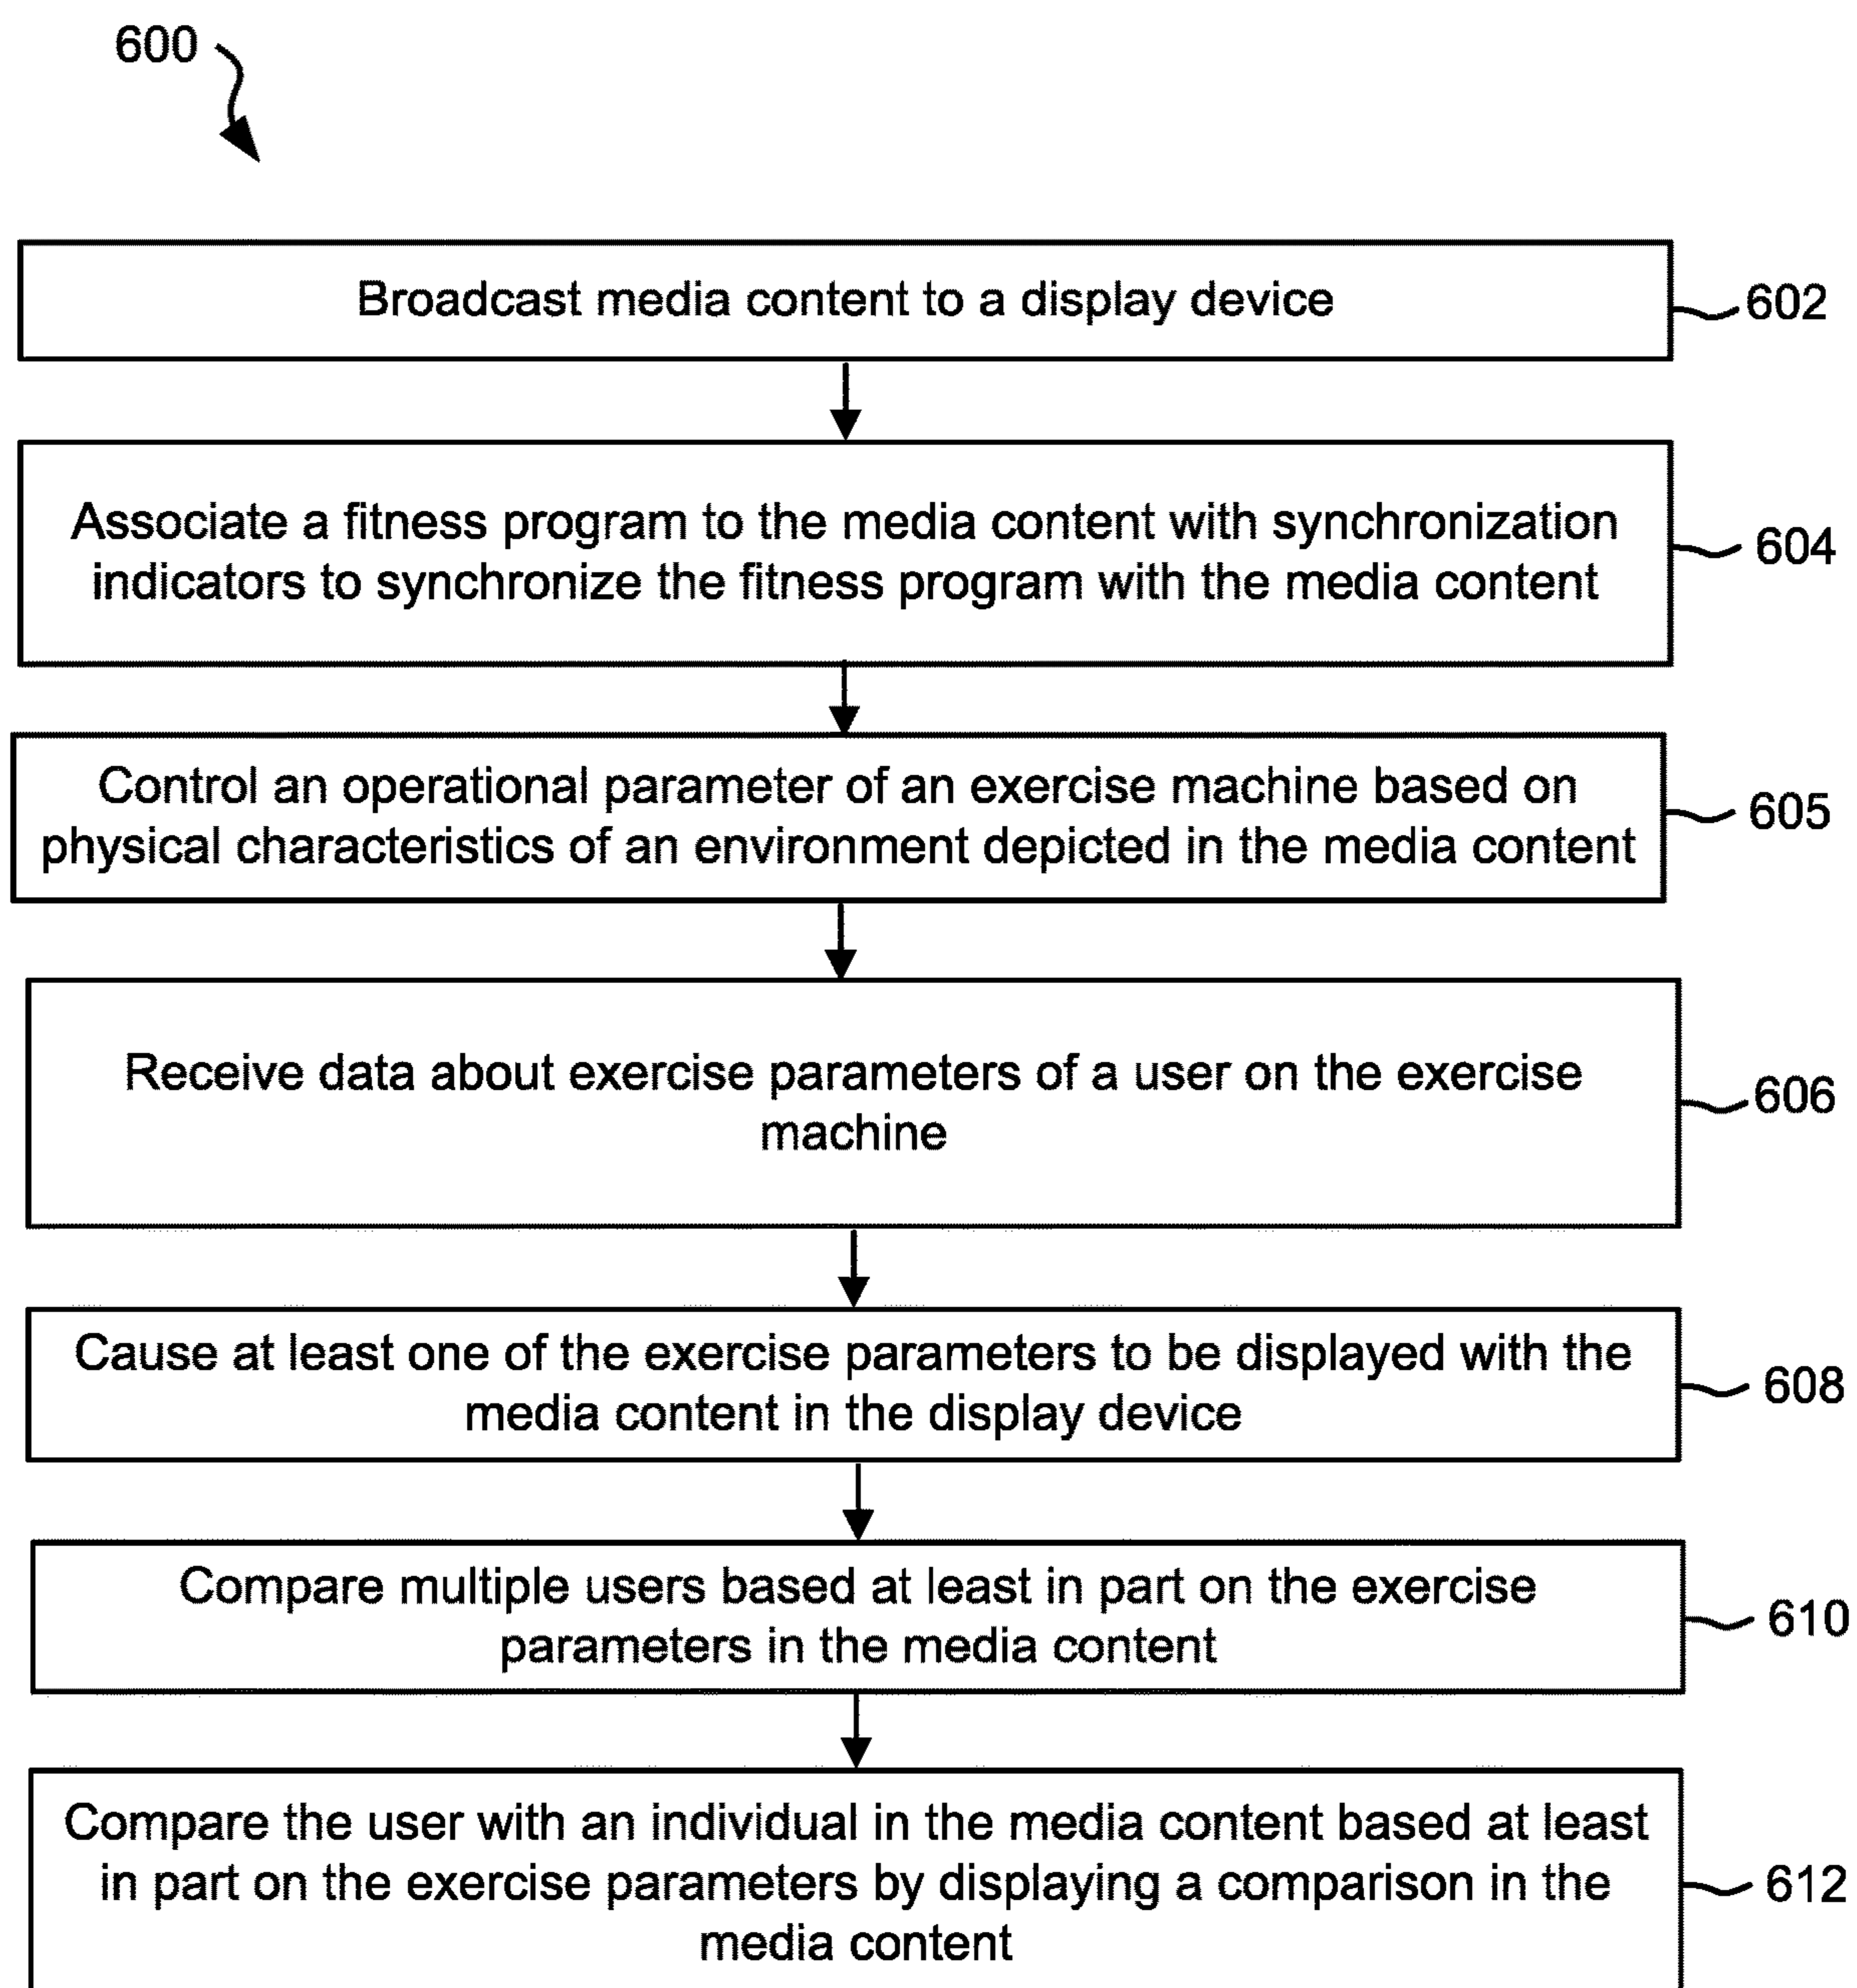 600
Broadcast media content to a display device
602
Associate a fitness program to the media content with synchronization
indicators to synchronize the fitness program with the media content
604
Control an operational parameter of an exercise machine based on
physical characteristics of an environment depicted in the media content
605
Receive data about exercise parameters of a user on the exercise
machine
606
Cause at least one of the exercise parameters to be displayed with the
media content in the display device
608
Compare multiple users based at least in part on the exercise
parameters in the media content
610
Compare the user with an individual in the media content based at least
in part on the exercise parameters by displaying a comparison in the
media content
612